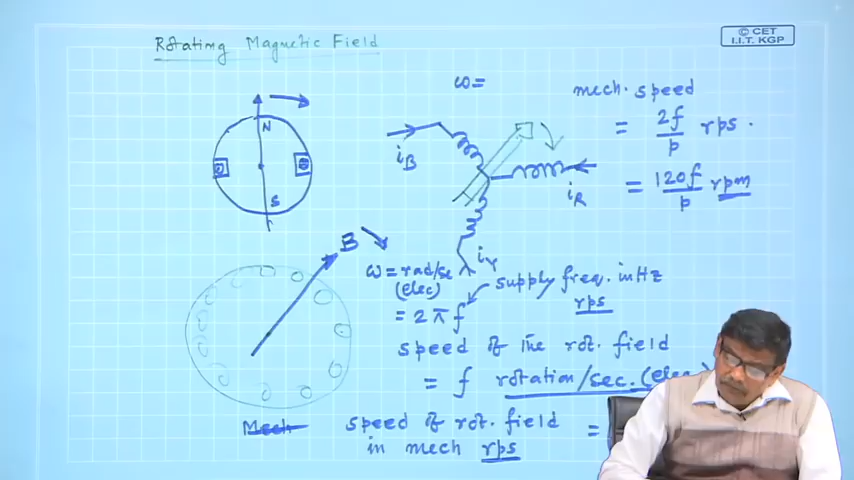 Rotating Magnetic Field
© CET
I.I.T. KGP
ω=
mech. speed
= 2f/p rps.
= 120f/p rpm
N
S
iB
iR
iY
B
ω = rad/se
(elec)
supply freq. in Hz
rps
= 2πf
speed of the rot. field
= f rotation/sec. (elec
Mech
speed of rot. field
in mech rps =